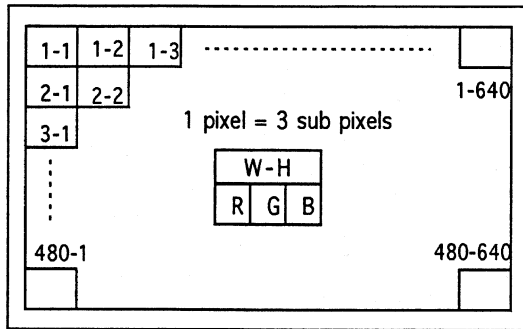 1-1 1-2 1-3
1-640
2-1 2-2
3-1
1 pixel = 3 sub pixels
W-H
R G B
480-1
480-640